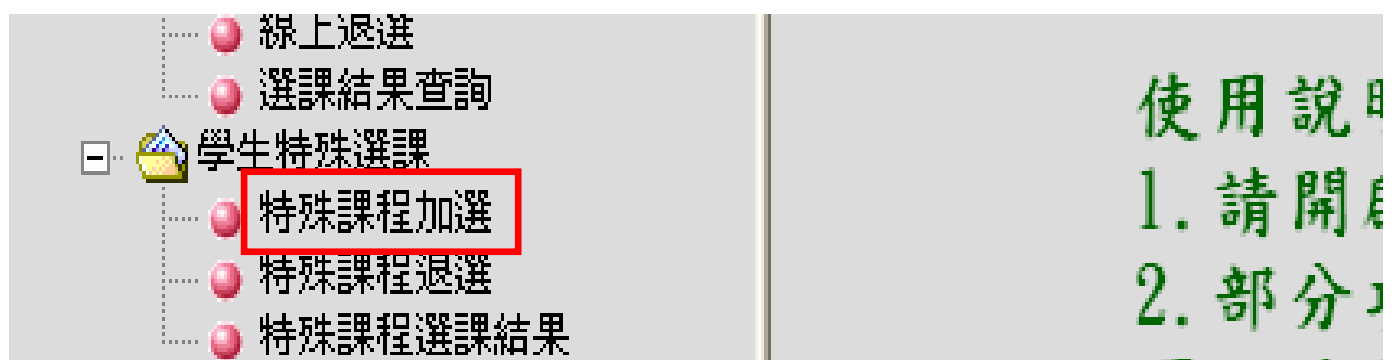 線上退選
選課結果查詢
學生特殊選課
特殊課程加選
特殊課程退選
特殊課程選課結果
使用說明
1.請開
2.部分